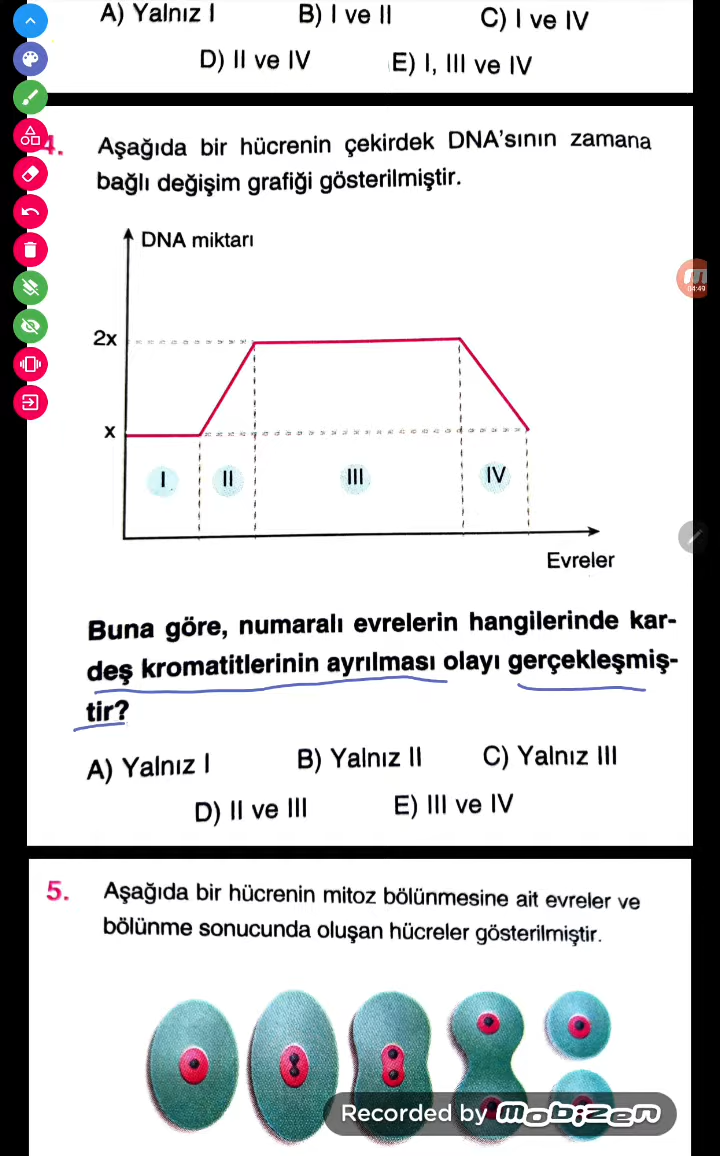 A) Yalnız I B) I ve II C) I ve IV
D) II ve IV E) I, III ve IV
4. Aşağıda bir hücrenin çekirdek DNA'sının zamana
bağlı değişim grafiği gösterilmiştir.
DNA miktarı
04:49
2x
x
I II III IV
Evreler
Buna göre, numaralı evrelerin hangilerinde kar-
deş kromatitlerinin ayrılması olayı gerçekleşmiş-
tir?
A) Yalnız I B) Yalnız II C) Yalnız III
D) II ve III E) III ve IV
5. Aşağıda bir hücrenin mitoz bölünmesine ait evreler ve
bölünme sonucunda oluşan hücreler gösterilmiştir.
Recorded by mobizen